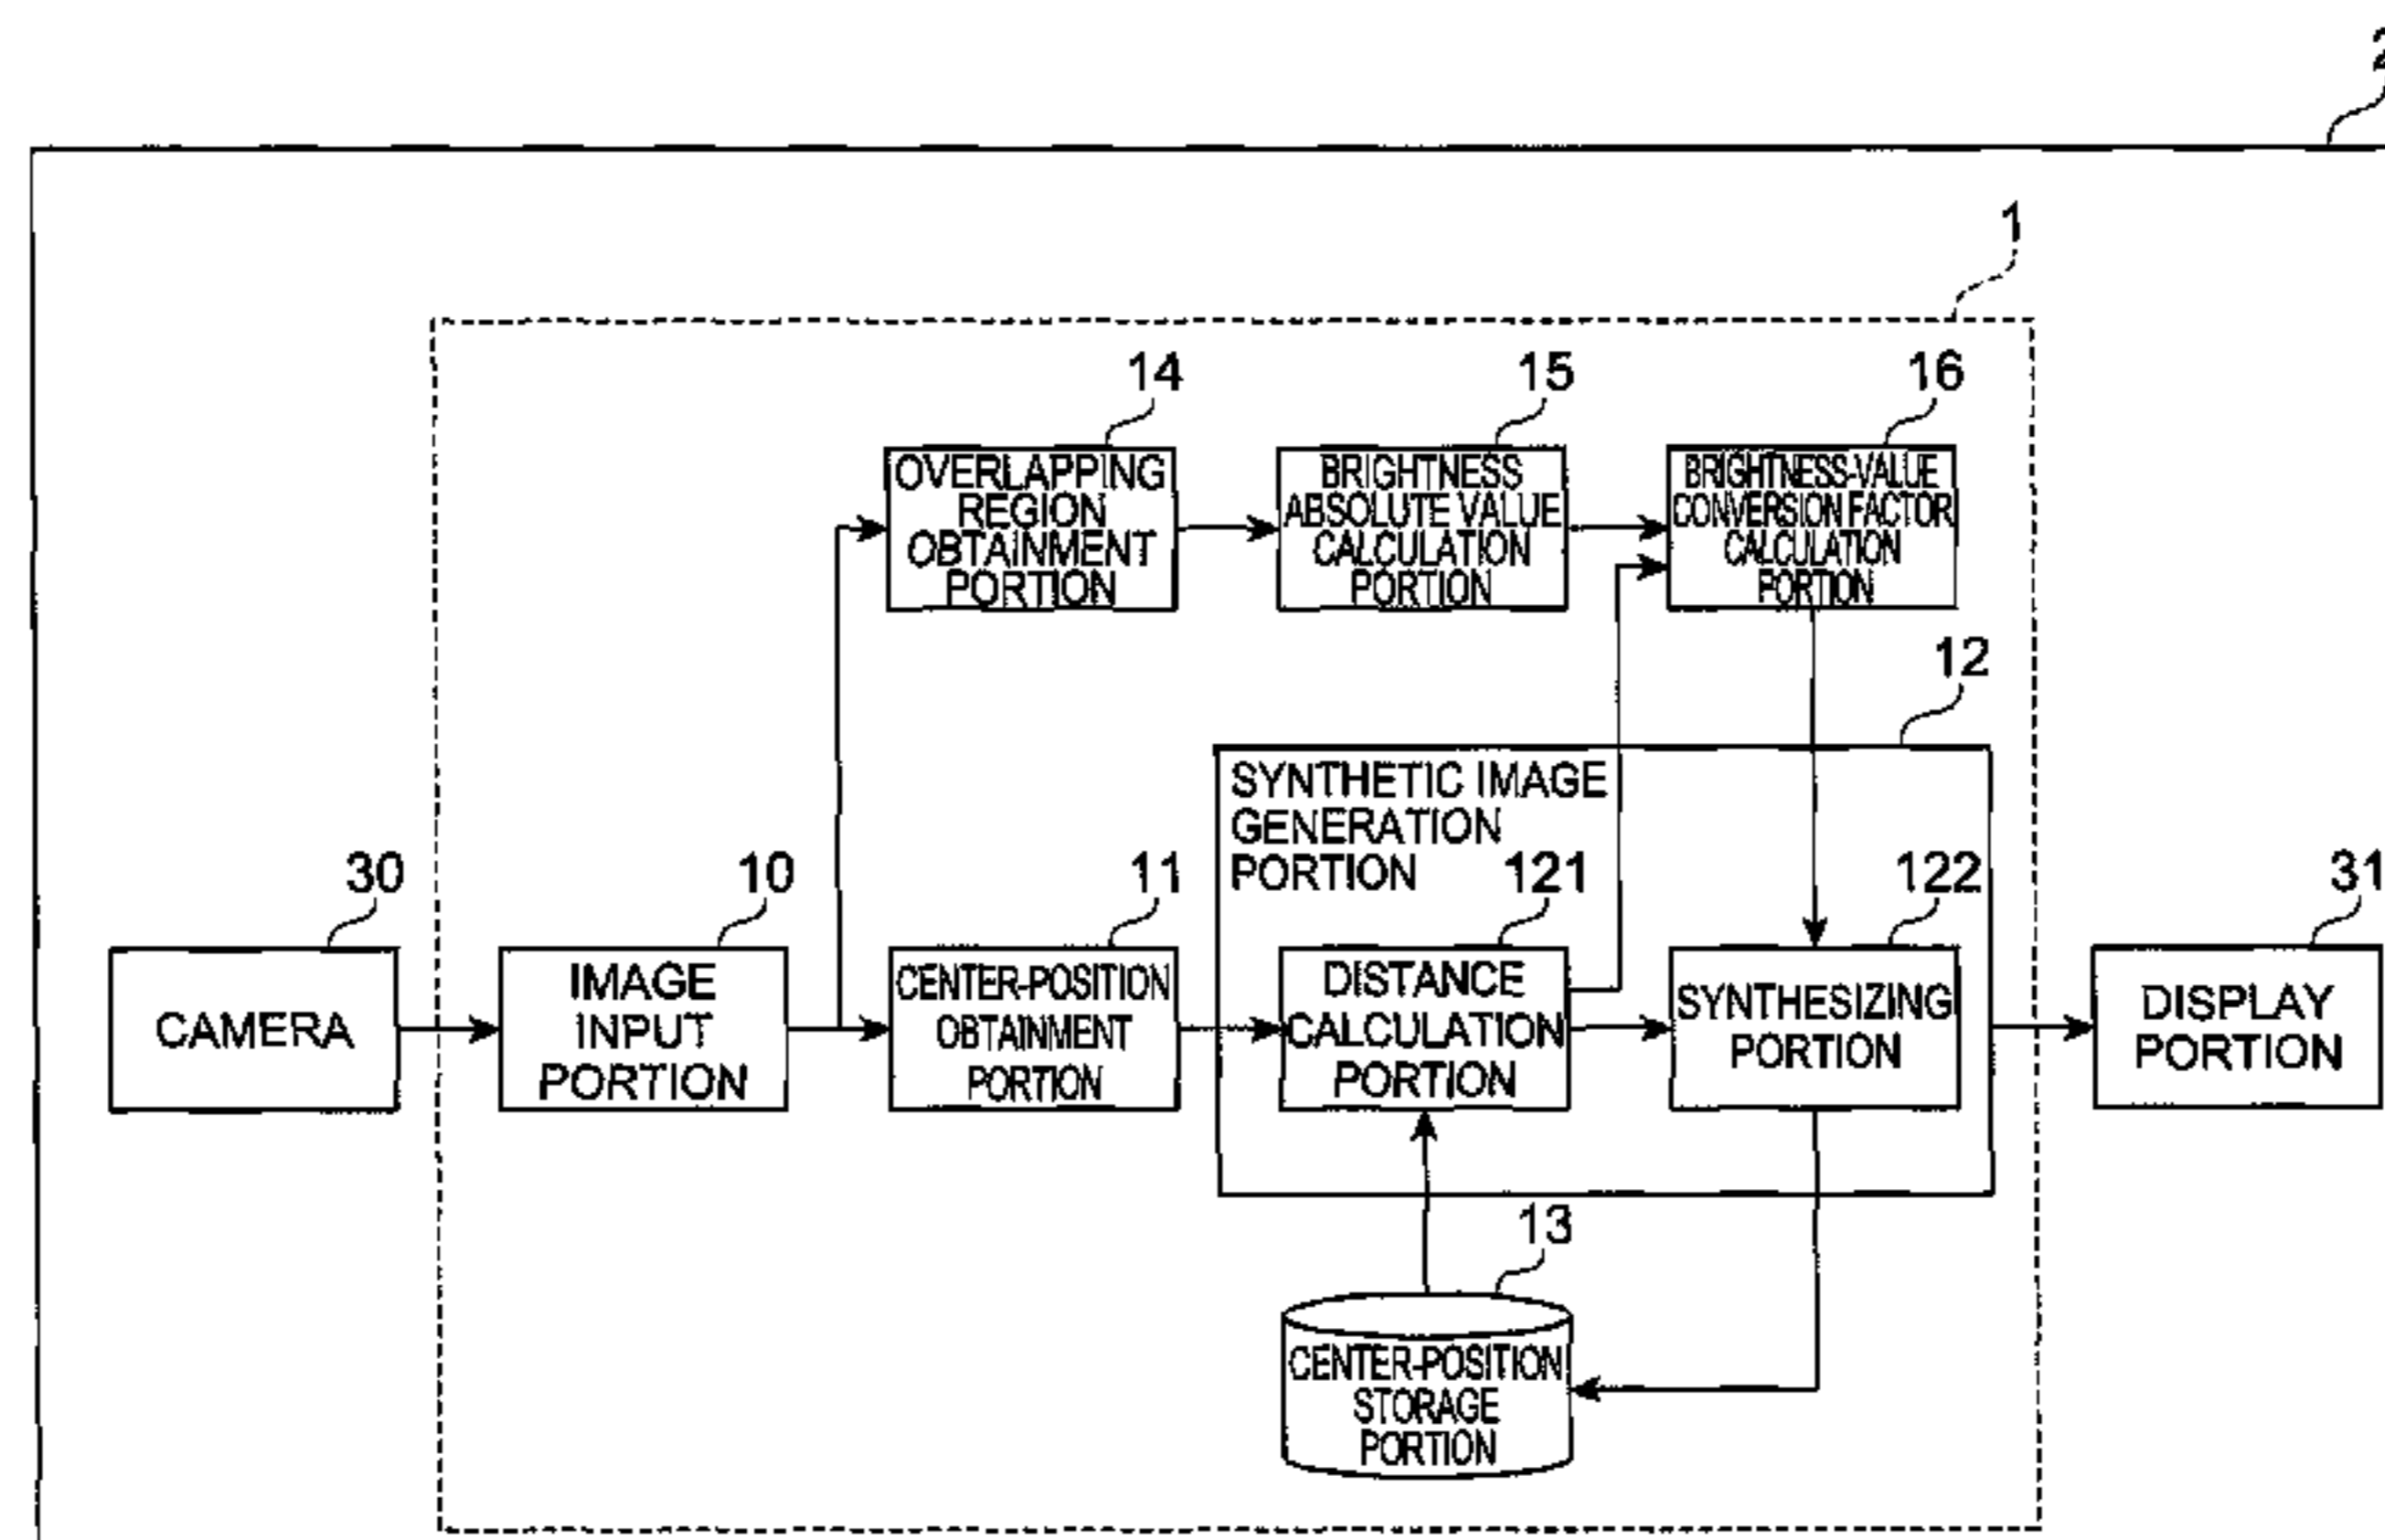 2
1
14
15
16
OVERLAPPING
REGION
OBTAINMENT
PORTION
BRIGHTNESS
ABSOLUTE VALUE
CALCULATION
PORTION
BRIGHTNESS-VALUE
CONVERSION FACTOR
CALCULATION
PORTION
12
SYNTHETIC IMAGE
GENERATION
PORTION
30
10
11
121
122
31
CAMERA
IMAGE
INPUT
PORTION
CENTER-POSITION
OBTAINMENT
PORTION
DISTANCE
CALCULATION
PORTION
SYNTHESIZING
PORTION
DISPLAY
PORTION
13
CENTER-POSITION
STORAGE
PORTION